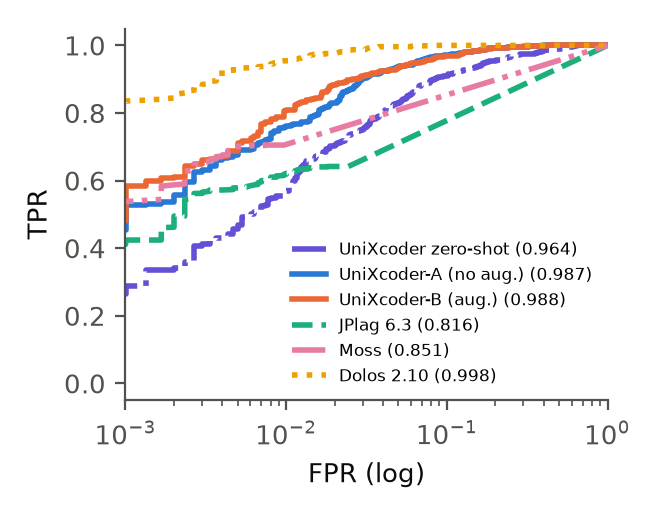 TPR
1.0
0.8
0.6
0.4
0.2
0.0
UniXcoder zero-shot (0.964)
UniXcoder-A (no aug.) (0.987)
UniXcoder-B (aug.) (0.988)
JPlag 6.3 (0.816)
Moss (0.851)
Dolos 2.10 (0.998)
10⁻³ 10⁻² 10⁻¹ 10⁰
FPR (log)